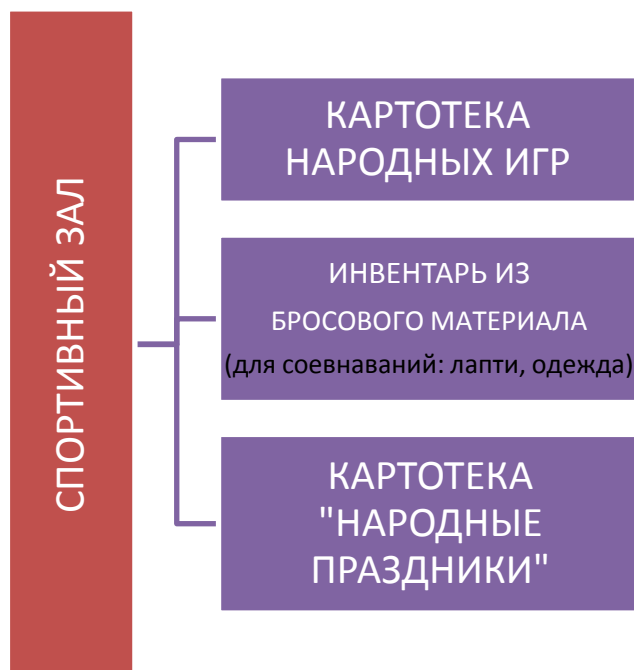 СПОРТИВНЫЙ ЗАЛ
КАРТОТЕКА
НАРОДНЫХ ИГР
ИНВЕНТАРЬ ИЗ
БРОСОВОГО МАТЕРИАЛА
(для соевнаваний: лапти, одежда)
КАРТОТЕКА
"НАРОДНЫЕ
ПРАЗДНИКИ"